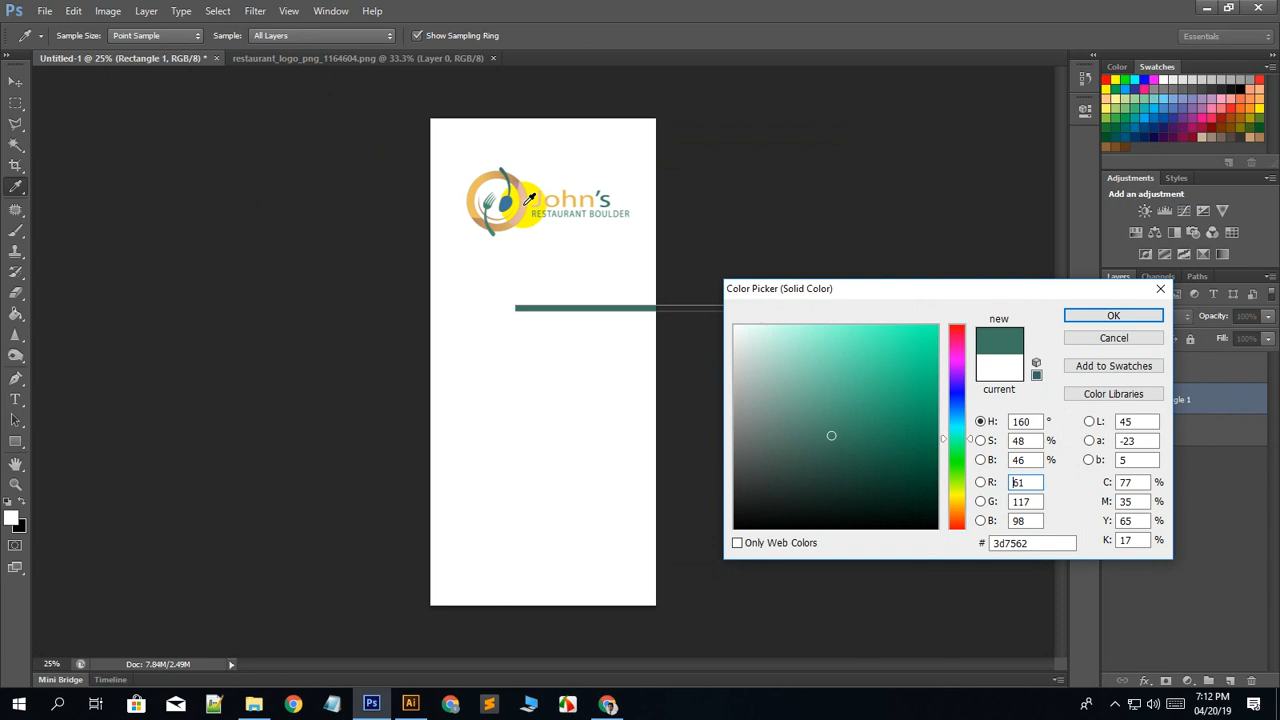 Ps File Edit Image Layer Type Select Filter View Window Help
Sample Size: Point Sample Sample: All Layers Show Sampling Ring Essentials
Untitled-1 @ 25% (Rectangle 1, RGB/8) * × restaurant_logo_png_1164604.png @ 33.3% (Layer 0, RGB/8) ×
Color Swatches
John's
RESTAURANT BOULDER
Adjustments Styles
Add an adjustment
Layers Channels Paths
Opacity: 100%
Fill: 100%
gle 1
Color Picker (Solid Color)
new
current
OK
Cancel
Add to Swatches
Color Libraries
H: 160 ° L: 45
S: 48 % a: -23
B: 46 % b: 5
R: 61 C: 77 %
G: 117 M: 35 %
B: 98 Y: 65 %
# 3d7562 K: 17 %
Only Web Colors
25% Doc: 7.84M/2.49M
Mini Bridge Timeline
Ps Ai
7:12 PM
04/20/19